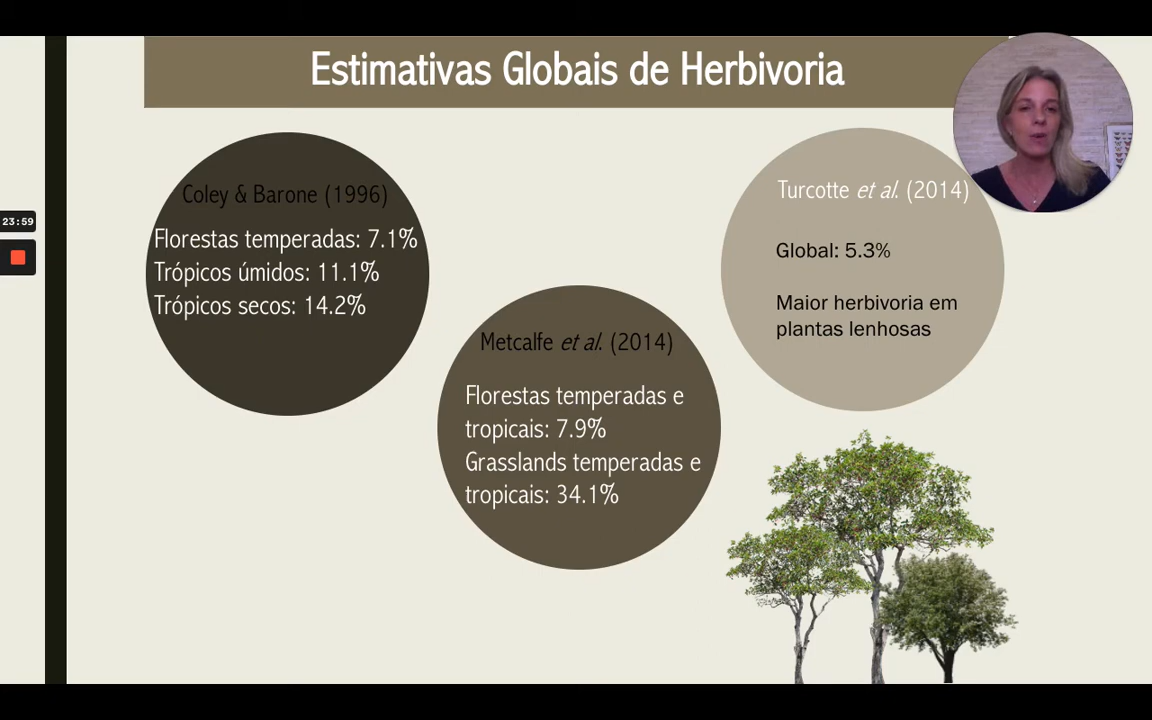 Estimativas Globais de Herbivoria
Coley & Barone (1996)
Florestas temperadas: 7.1%
Trópicos úmidos: 11.1%
Trópicos secos: 14.2%
Metcalfe et al. (2014)
Florestas temperadas e
tropicais: 7.9%
Grasslands temperadas e
tropicais: 34.1%
Turcotte et al. (2014)
Global: 5.3%
Maior herbivoria em
plantas lenhosas
23:59